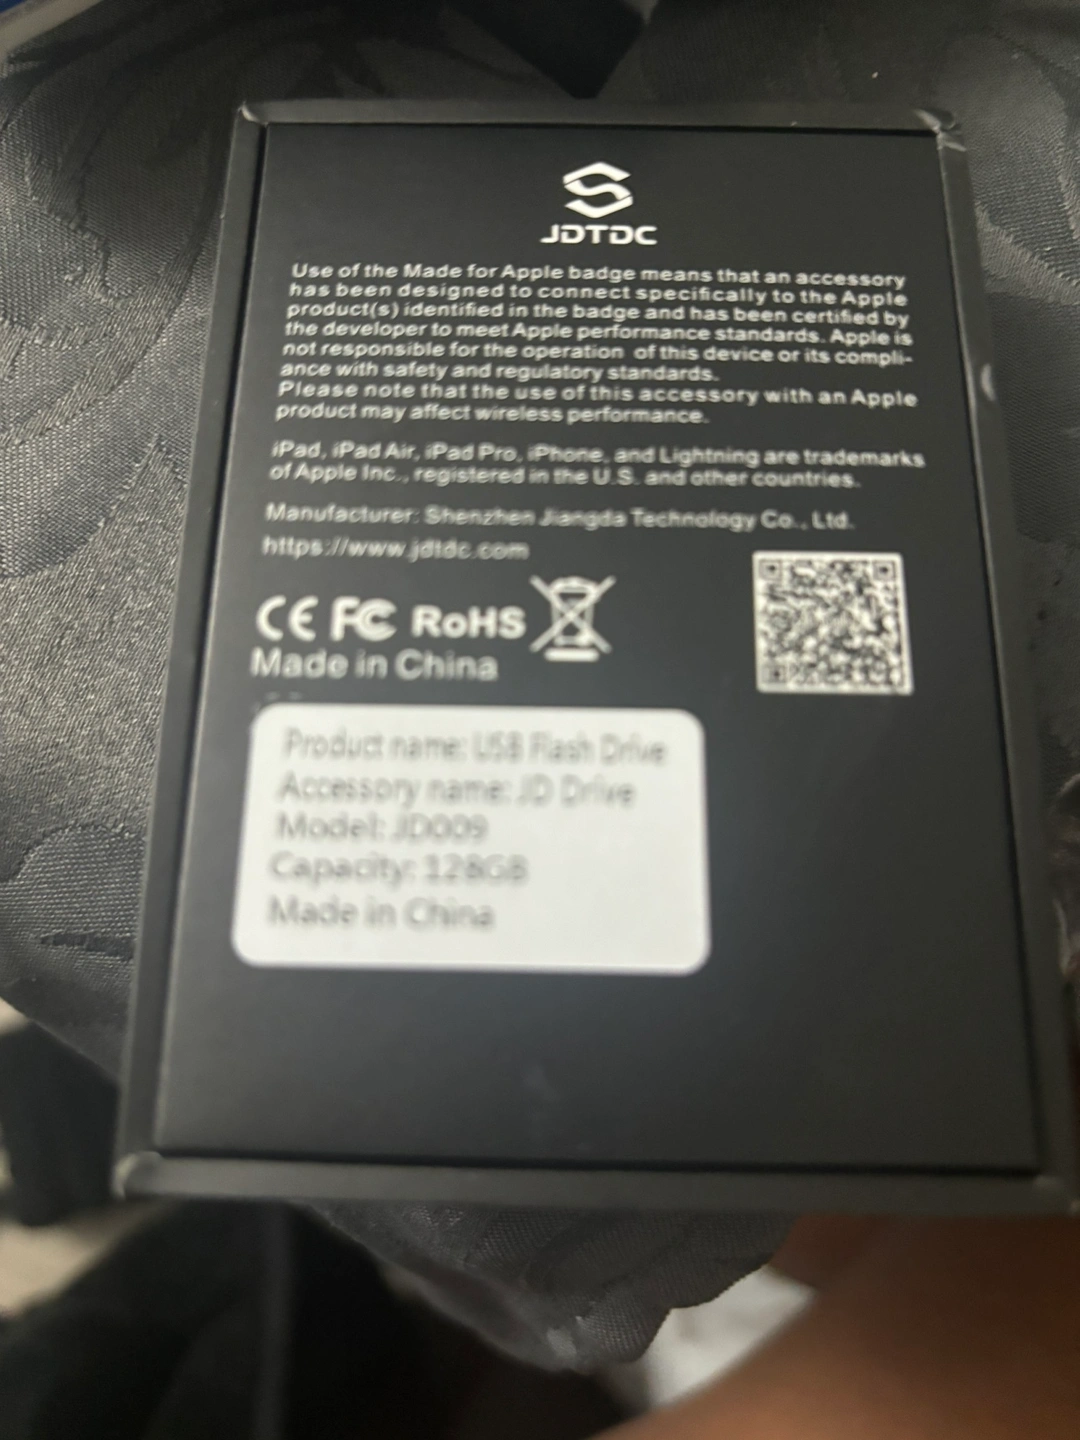 JDTDC
Use of the Made for Apple badge means that an accessory
has been designed to connect specifically to the Apple
product(s) identified in the badge and has been certified by
the developer to meet Apple performance standards. Apple is
not responsible for the operation of this device or its compli-
ance with safety and regulatory standards.
Please note that the use of this accessory with an Apple
product may affect wireless performance.
iPad, iPad Air, iPad Pro, iPhone, and Lightning are trademarks
of Apple Inc., registered in the U.S. and other countries.
Manufacturer: Shenzhen Jiangda Technology Co., Ltd.
https://www.jdtdc.com
CE FC RoHS
Made in China
Product name: USB Flash Drive
Accessory name: JD Drive
Model: JD009
Capacity: 128GB
Made in China